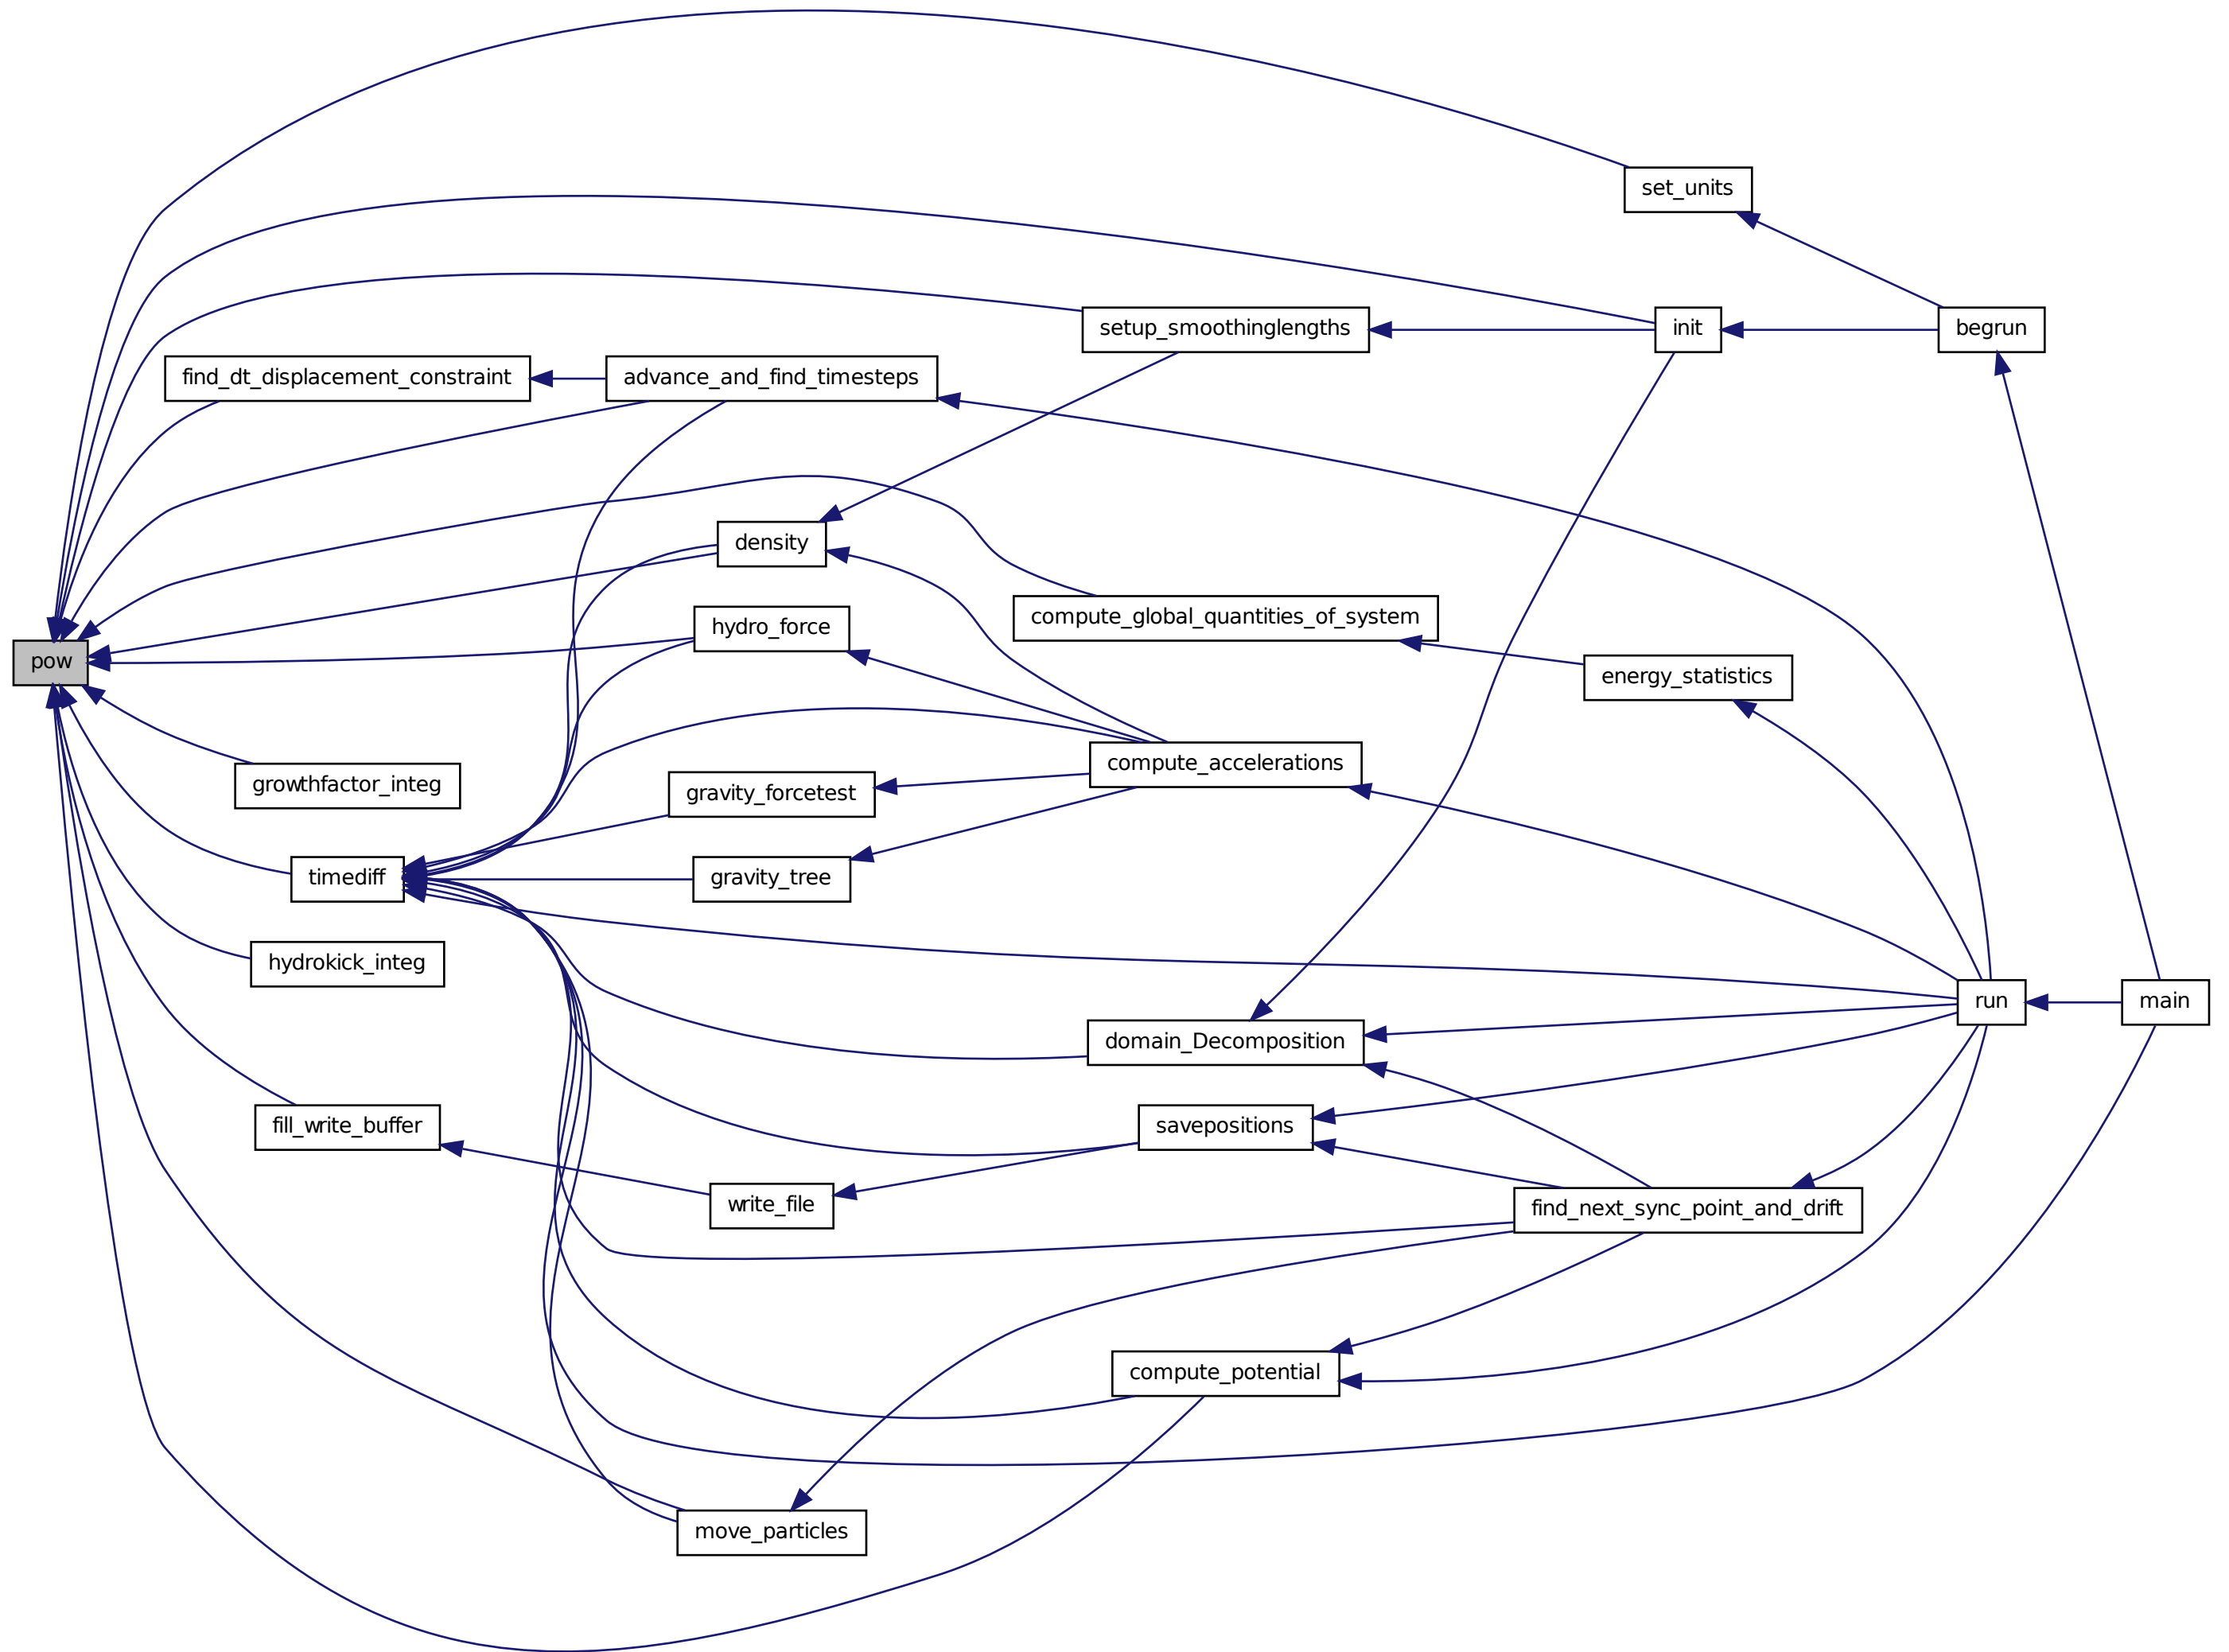 set_units
setup_smoothinglengths
init
begrun
find_dt_displacement_constraint
advance_and_find_timesteps
density
compute_global_quantities_of_system
hydro_force
pow
energy_statistics
growthfactor_integ
compute_accelerations
gravity_forcetest
timediff
gravity_tree
hydrokick_integ
run
main
domain_Decomposition
fill_write_buffer
savepositions
write_file
find_next_sync_point_and_drift
compute_potential
move_particles